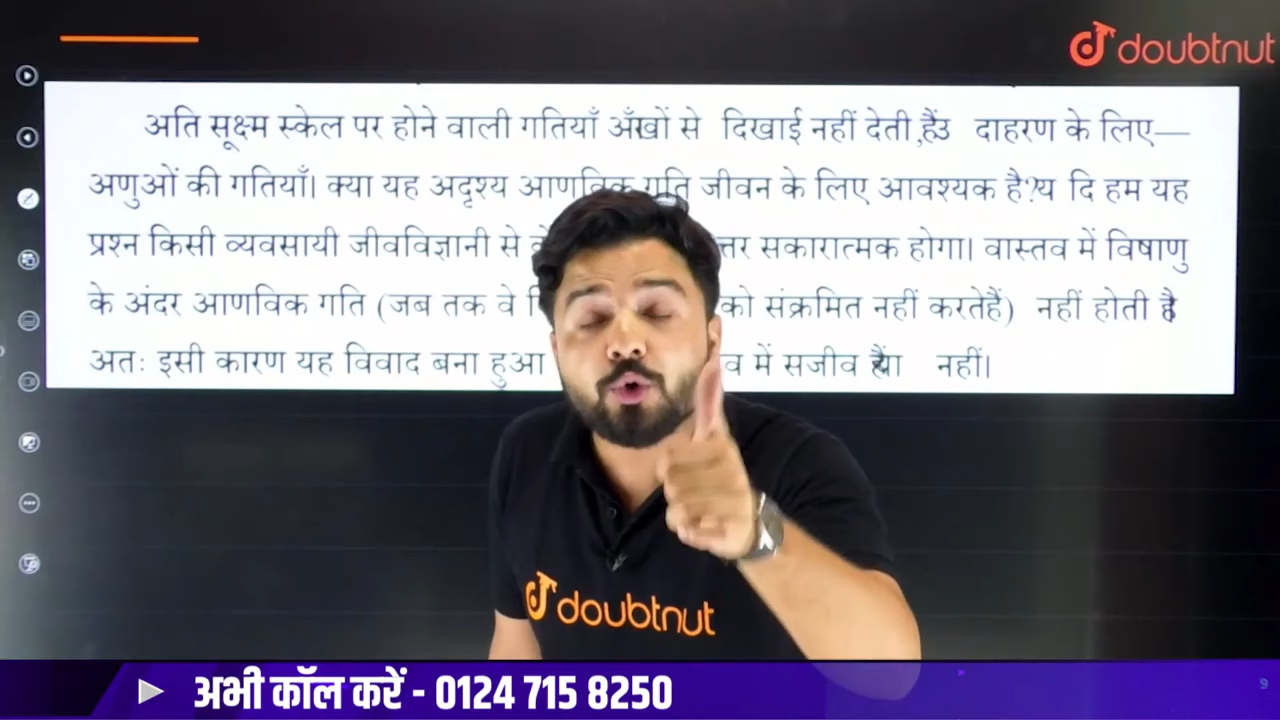 doubtnut
अति सूक्ष्म स्केल पर होने वाली गतियाँ आँखों से दिखाई नहीं देती ,हैंउ दाहरण के लिए—
अणुओं की गतियाँ। क्या यह अदृश्य आणविक गति जीवन के लिए आवश्यक है?य दि हम यह
प्रश्न किसी व्यवसायी जीवविज्ञानी से त्तर सकारात्मक होगा। वास्तव में विषाणु
के अंदर आणविक गति (जब तक वे को संक्रमित नहीं करतेहैं) नहीं होती है
अतः इसी कारण यह विवाद बना हुआ व में सजीव नहीं।
doubtnut
अभी कॉल करें - 0124 715 8250
9